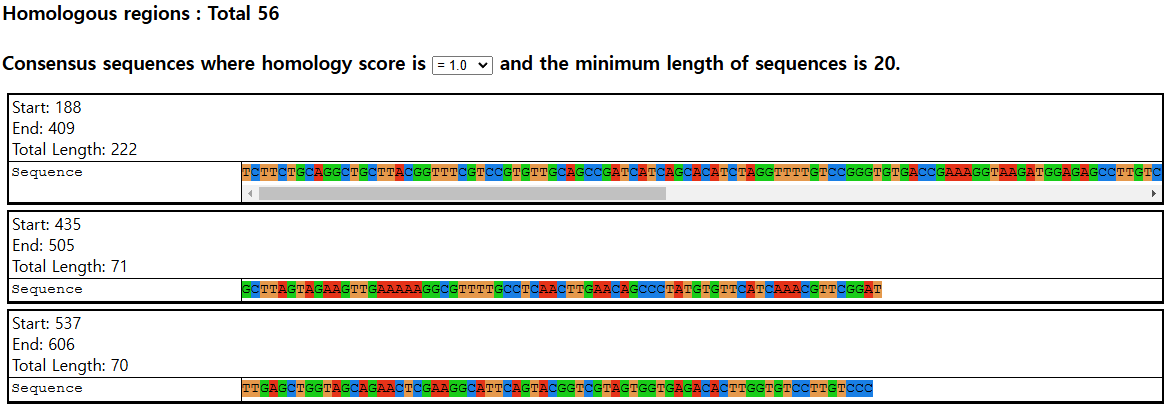 Homologous regions : Total 56
Consensus sequences where homology score is = 1.0 and the minimum length of sequences is 20.
Start: 188
End: 409
Total Length: 222
Sequence TCTTCTGCAGGCTGCTTACGGTTTCGTCCGTGTTGCAGCCGATCATCAGCACATCTAGGTTTTGTCCGGGTGTGACCGAAAGGTAAGATGGAGAGCCTTGTC
Start: 435
End: 505
Total Length: 71
Sequence GCTTAGTAGAAGTTGAAAAAGGCGTTTTGCCTCAACTTGAACAGCCCTATGTGTTCATCAAACGTTCGGAT
Start: 537
End: 606
Total Length: 70
Sequence TTGAGCTGGTAGCAGAACTCGAAGGCATTCAGTACGGTCGTAGTGGTGAGACACTTGGTGTCCTTGTCCC